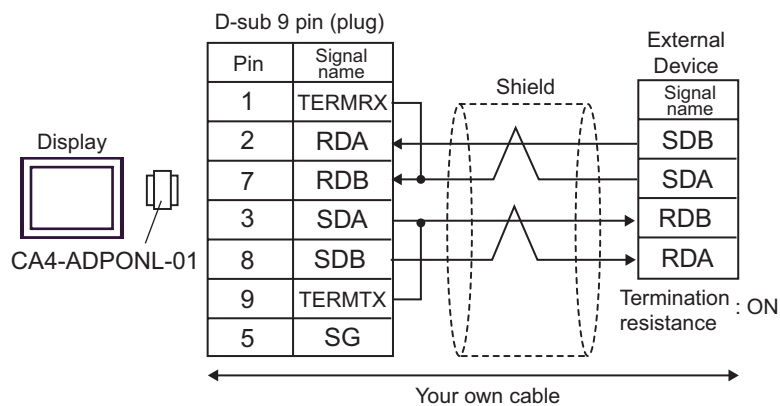 D-sub 9 pin (plug)
Pin
Signal
name
1
TERMRX
2
RDA
7
RDB
3
SDA
8
SDB
9
TERMTX
5
SG
Display
CA4-ADPONL-01
Shield
External
Device
Signal
name
SDB
SDA
RDB
RDA
Termination
resistance
: ON
Your own cable